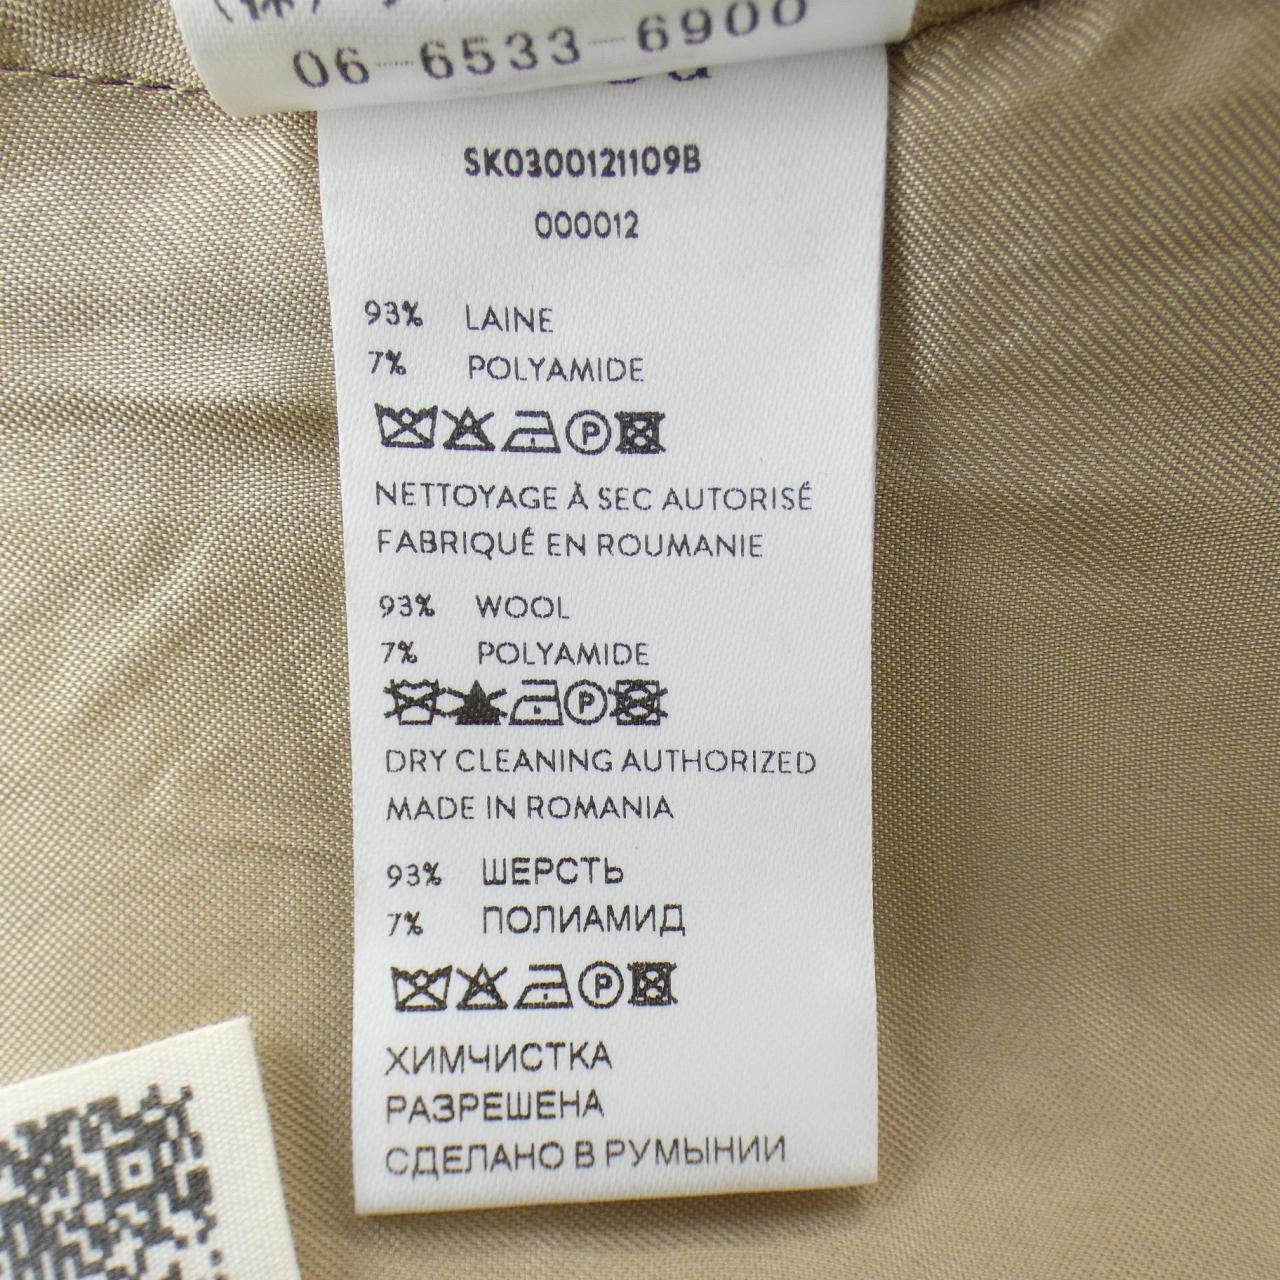 06-6533-6900
SK0300121109B
000012
93% LAINE
7% POLYAMIDE
P
NETTOYAGE À SEC AUTORISÉ
FABRIQUÉ EN ROUMANIE
93% WOOL
7% POLYAMIDE
P
DRY CLEANING AUTHORIZED
MADE IN ROMANIA
93% ШЕРСТЬ
7% ПОЛИАМИД
P
ХИМЧИСТКА
РАЗРЕШЕНА
СДЕЛАНО В РУМЫНИИ